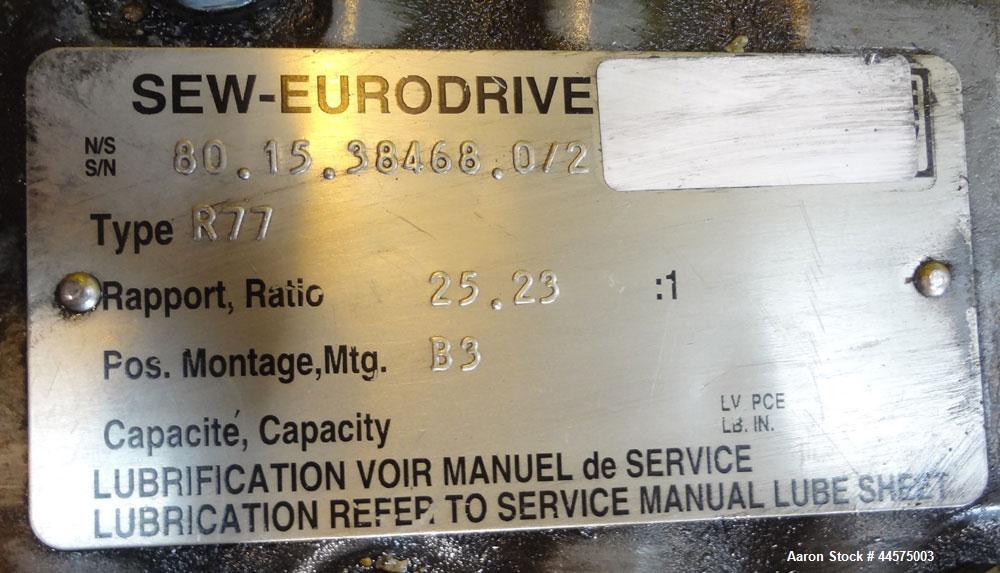 SEW-EURODRIVE
N/S
S/N 80.15.38468.0/2
Type R77
Rapport, Ratio 25.23 :1
Pos. Montage,Mtg. B3
Capacité, Capacity LV PCE
LB. IN.
LUBRIFICATION VOIR MANUEL de SERVICE
LUBRICATION REFER TO SERVICE MANUAL LUBE SHEET
Aaron Stock # 44575003